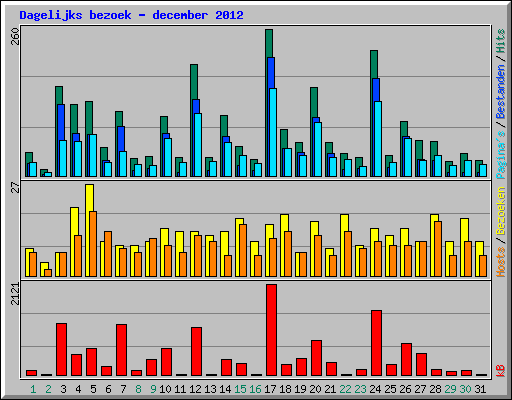 Dagelijks bezoek - december 2012
260
27
2121
Hosts / Bezoeken Pagina's / Bestanden / Hits
kB
1 2 3 4 5 6 7 8 9 10 11 12 13 14 15 16 17 18 19 20 21 22 23 24 25 26 27 28 29 30 31